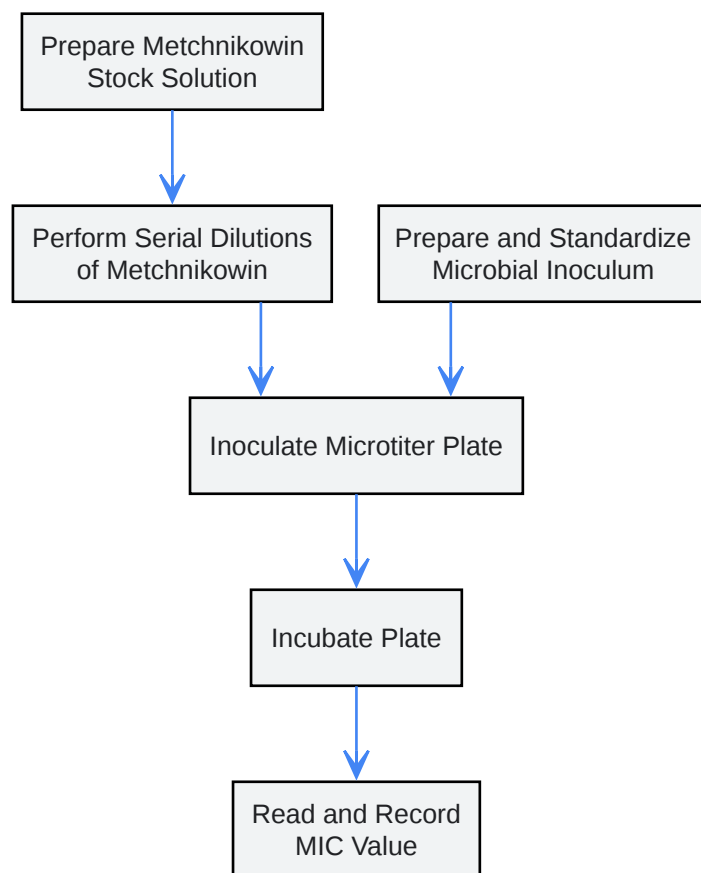 Prepare Metchnikowin
Stock Solution
Perform Serial Dilutions
of Metchnikowin
Prepare and Standardize
Microbial Inoculum
Inoculate Microtiter Plate
Incubate Plate
Read and Record
MIC Value